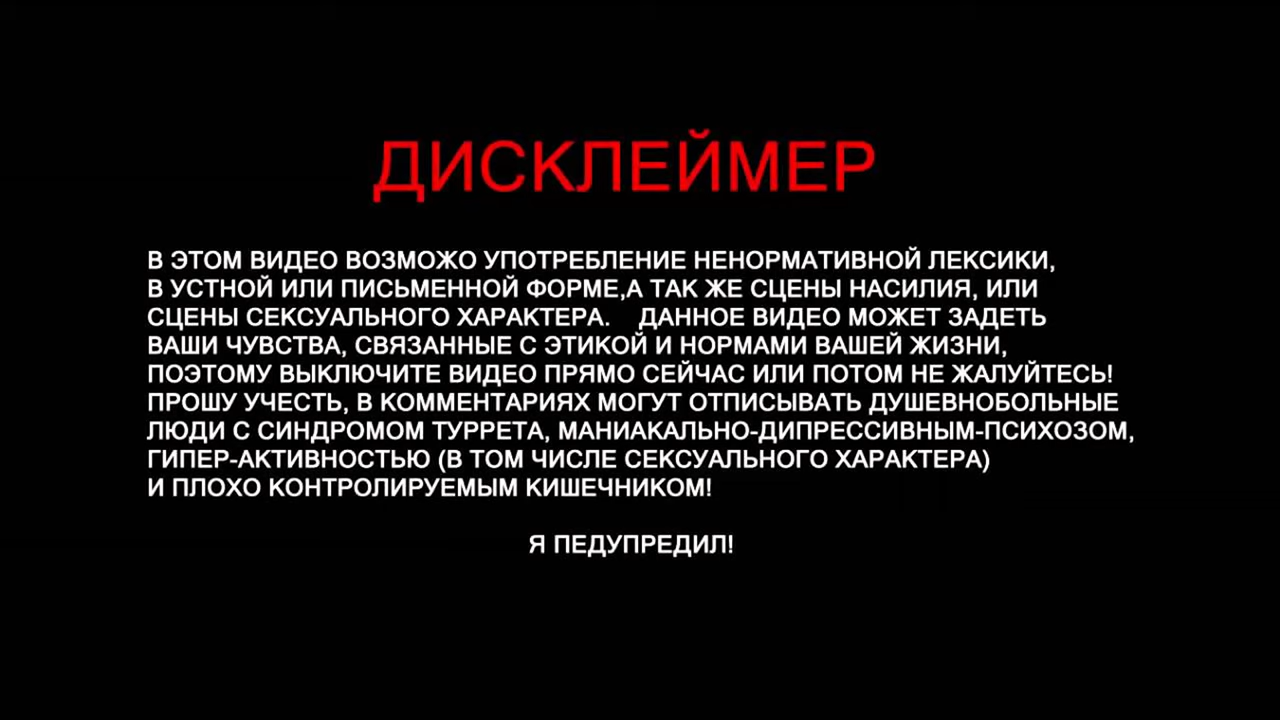 ДИСКЛЕЙМЕР
В ЭТОМ ВИДЕО ВОЗМОЖО УПОТРЕБЛЕНИЕ НЕНОРМАТИВНОЙ ЛЕКСИКИ,
В УСТНОЙ ИЛИ ПИСЬМЕННОЙ ФОРМЕ,А ТАК ЖЕ СЦЕНЫ НАСИЛИЯ, ИЛИ
СЦЕНЫ СЕКСУАЛЬНОГО ХАРАКТЕРА. ДАННОЕ ВИДЕО МОЖЕТ ЗАДЕТЬ
ВАШИ ЧУВСТВА, СВЯЗАННЫЕ С ЭТИКОЙ И НОРМАМИ ВАШЕЙ ЖИЗНИ,
ПОЭТОМУ ВЫКЛЮЧИТЕ ВИДЕО ПРЯМО СЕЙЧАС ИЛИ ПОТОМ НЕ ЖАЛУЙТЕСЬ!
ПРОШУ УЧЕСТЬ, В КОММЕНТАРИЯХ МОГУТ ОТПИСЫВАТЬ ДУШЕВНОБОЛЬНЫЕ
ЛЮДИ С СИНДРОМОМ ТУРРЕТА, МАНИАКАЛЬНО-ДИПРЕССИВНЫМ-ПСИХОЗОМ,
ГИПЕР-АКТИВНОСТЬЮ (В ТОМ ЧИСЛЕ СЕКСУАЛЬНОГО ХАРАКТЕРА)
И ПЛОХО КОНТРОЛИРУЕМЫМ КИШЕЧНИКОМ!
Я ПЕДУПРЕДИЛ!